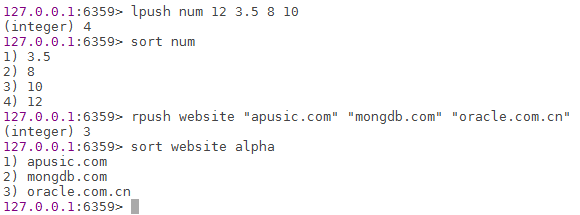 127.0.0.1:6359> lpush num 12 3.5 8 10
(integer) 4
127.0.0.1:6359> sort num
1) 3.5
2) 8
3) 10
4) 12
127.0.0.1:6359> rpush website "apusic.com" "mongdb.com" "oracle.com.cn"
(integer) 3
127.0.0.1:6359> sort website alpha
1) apusic.com
2) mongdb.com
3) oracle.com.cn
127.0.0.1:6359>